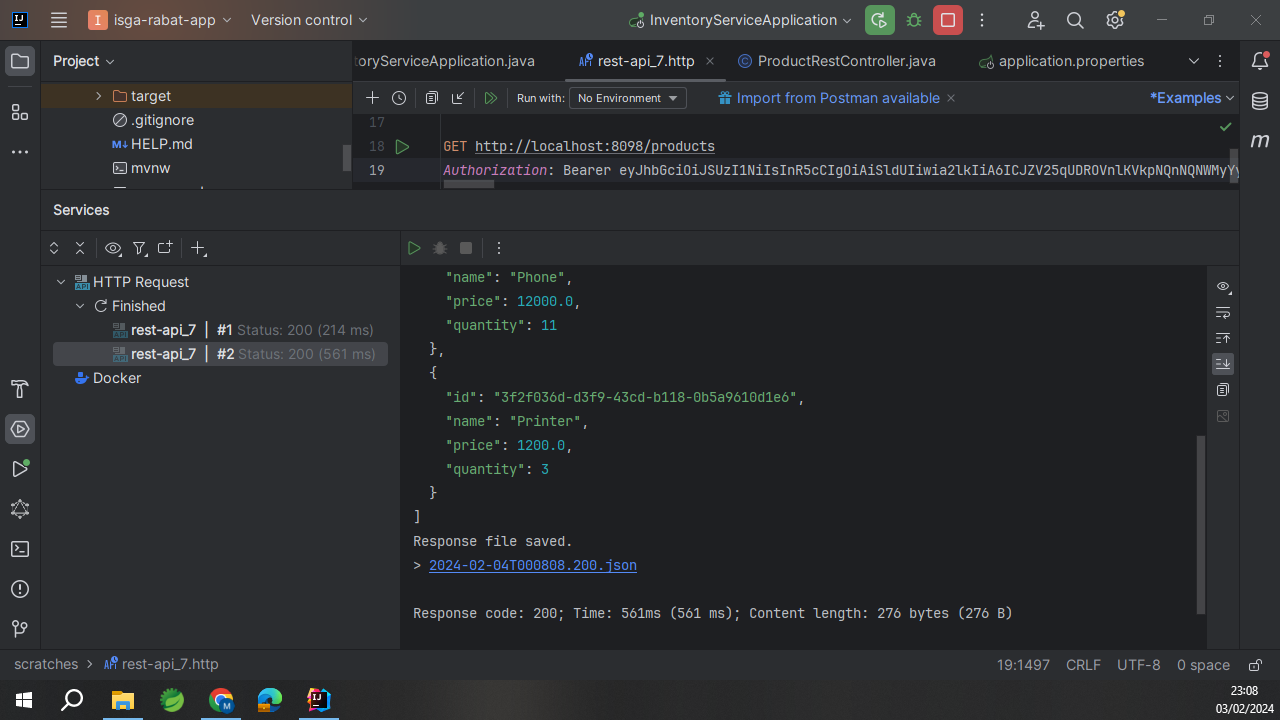 I isga-rabat-app Version control InventoryServiceApplication
Project
oryServiceApplication.java rest-api_7.http ProductRestController.java application.properties
target
.gitignore
HELP.md
mvnw
Run with: No Environment Import from Postman available *Examples
17
18 GET http://localhost:8098/products
19 Authorization: Bearer
Services
HTTP Request
Finished
rest-api_7 | #1 Status: 200 (214 ms)
rest-api_7 | #2 Status: 200 (561 ms)
Docker
"name": "Phone",
"price": 12000.0,
"quantity": 11
},
{
"id": "3f2f036d-d3f9-43cd-b118-0b5a9610d1e6",
"name": "Printer",
"price": 1200.0,
"quantity": 3
}
]
Response file saved.
> 2024-02-04T000808.200.json
Response code: 200; Time: 561ms (561 ms); Content length: 276 bytes (276 B)
scratches > rest-api_7.http 19:1497 CRLF UTF-8 0 space
23:08
03/02/2024